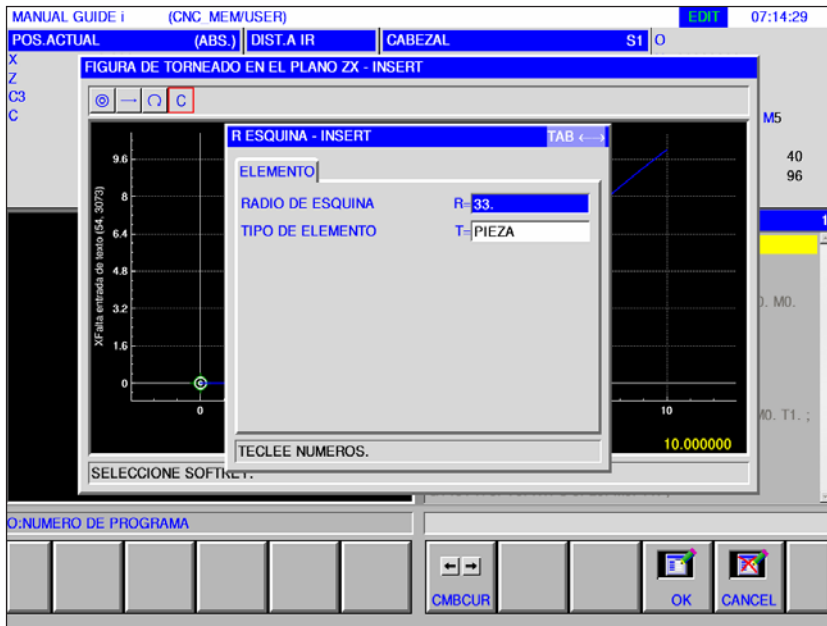 MANUAL GUIDE i (CNC_MEM/USER) EDIT 07:14:29
POS.ACTUAL (ABS.) DIST.A IR CABEZAL S1 O
X
Z
C3
C
FIGURA DE TORNEADO EN EL PLANO ZX - INSERT
C
M5
40
96
R ESQUINA - INSERT TAB ←→
ELEMENTO
RADIO DE ESQUINA R= 33.
TIPO DE ELEMENTO T= PIEZA
XFalta entrada de texto (54, 3073)
9.6
8
6.4
4.8
3.2
1.6
0
0 10
1
0. M0.
M0. T1. ;
10.000000
TECLEE NUMEROS.
SELECCIONE SOFTKEY.
O:NUMERO DE PROGRAMA
CMBCUR OK CANCEL